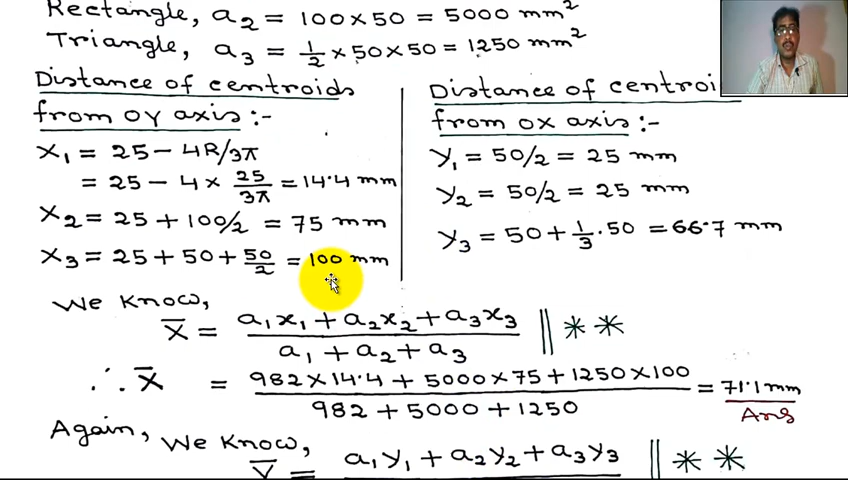 Rectangle, a₂ = 100 × 50 = 5000 mm²
Triangle, a₃ = 1/2 × 50 × 50 = 1250 mm²
Distance of centroids
from OY axis :-
x₁ = 25 - 4R/3π
= 25 - 4 × 25/3π = 14.4 mm
x₂ = 25 + 100/2 = 75 mm
x₃ = 25 + 50 + 50/2 = 100 mm
Distance of centroi
from OX axis :-
y₁ = 50/2 = 25 mm
y₂ = 50/2 = 25 mm
y₃ = 50 + 1/3 . 50 = 66.7 mm
We Know,
x̄ = (a₁x₁ + a₂x₂ + a₃x₃)/(a₁ + a₂ + a₃) || * *
∴ x̄ = (982 × 14.4 + 5000 × 75 + 1250 × 100)/(982 + 5000 + 1250) = 71.1 mm
Ans
Again, We Know,
ȳ = a₁y₁ + a₂y₂ + a₃y₃ || * *